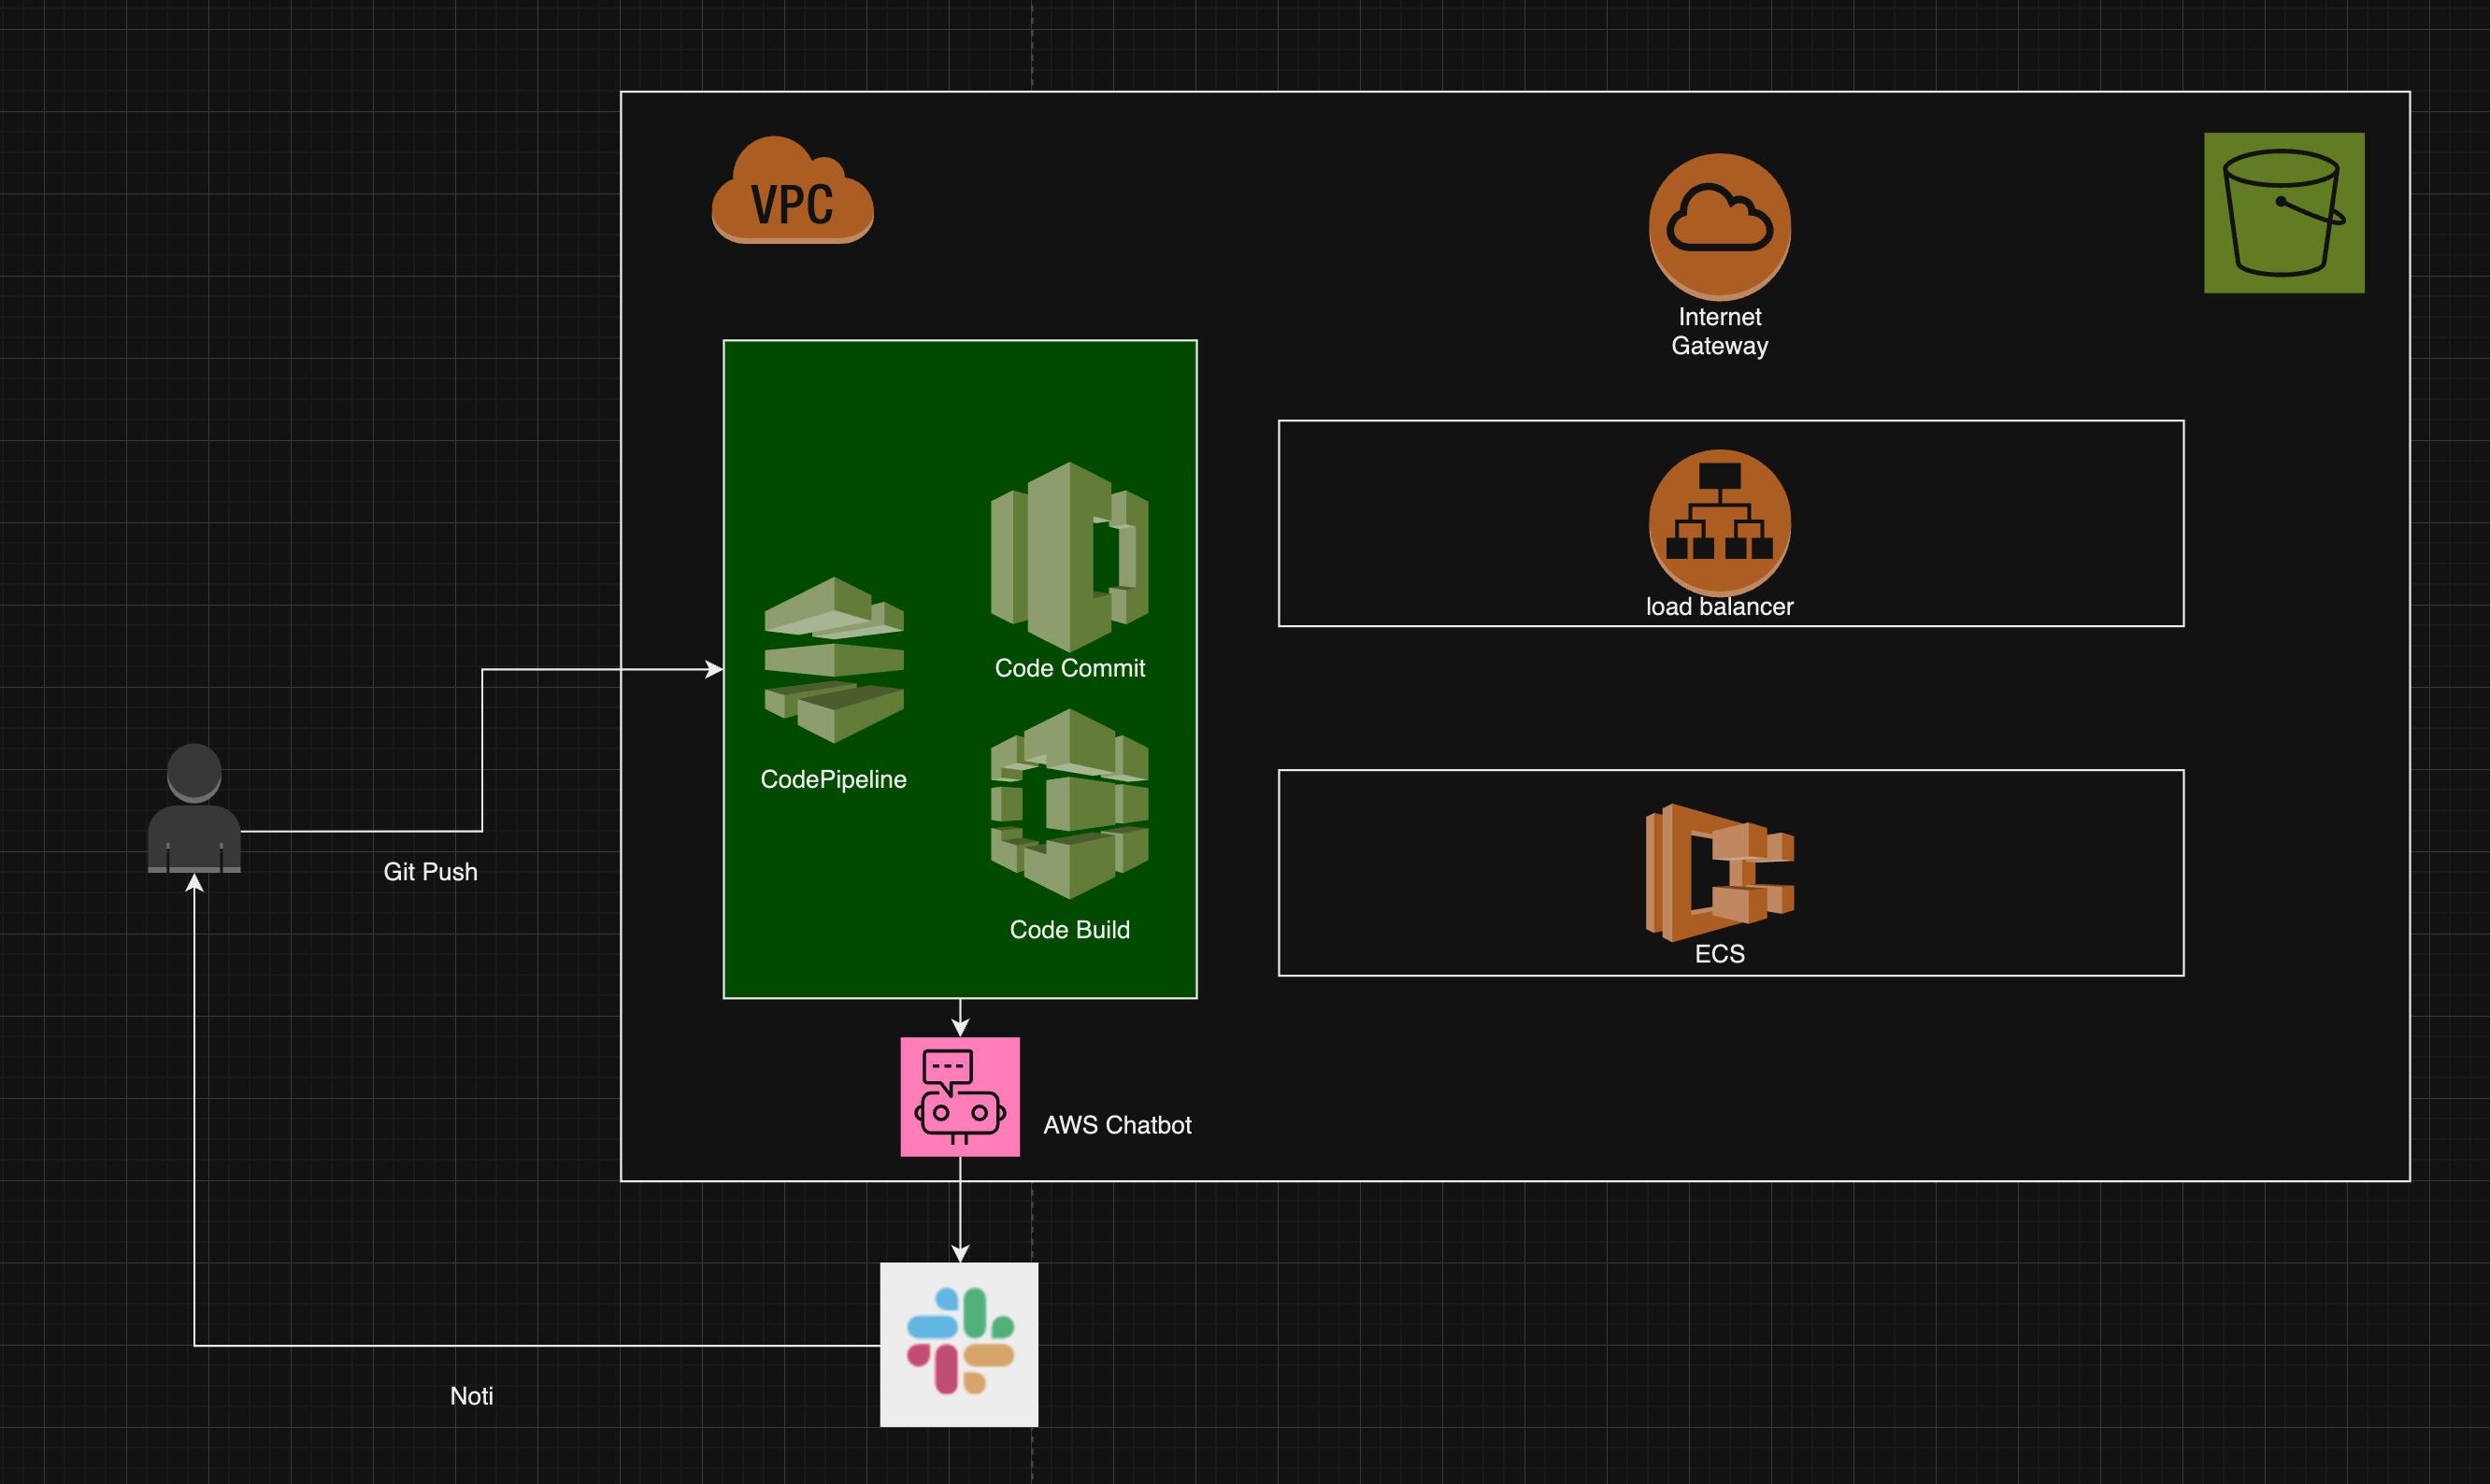 VPC
Internet
Gateway
load balancer
Code Commit
CodePipeline
Git Push
Code Build
ECS
AWS Chatbot
Noti